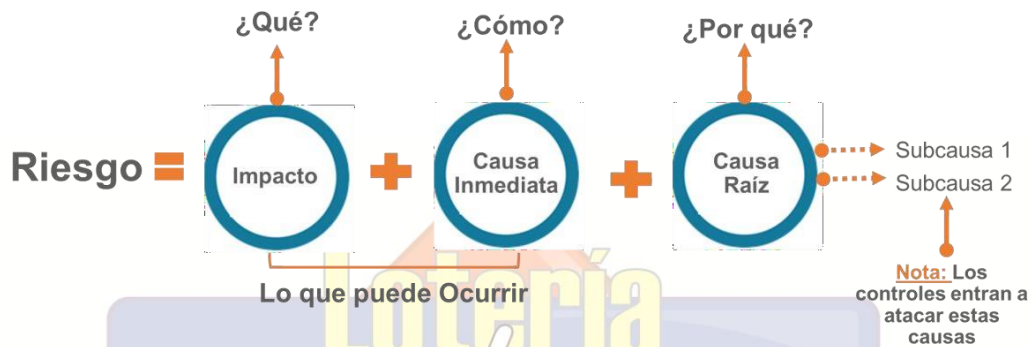 ¿Qué?
¿Cómo?
¿Por qué?
Riesgo =
Impacto
+
Causa
Inmediata
+
Causa
Raíz
Subcausa 1
Subcausa 2
Lo que puede Ocurrir
Nota: Los
controles entran a
atacar estas
causas
Lotería